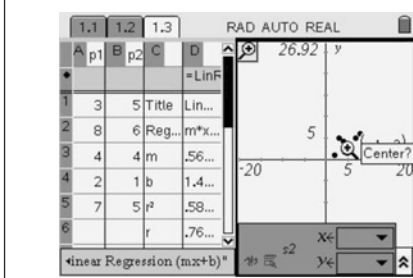 1.1 1.2 1.3 RAD AUTO REAL
A p1 B p2 C D
=LinR
1 3 5 Title Lin...
2 8 6 Reg... m*x...
3 4 4 m .56...
4 2 1 b 1.4...
5 7 5 r² .58...
6 r .76...
inear Regression (mx+b)"
26.92 y
5
Center?
-20 5 20
s2
x←
y←